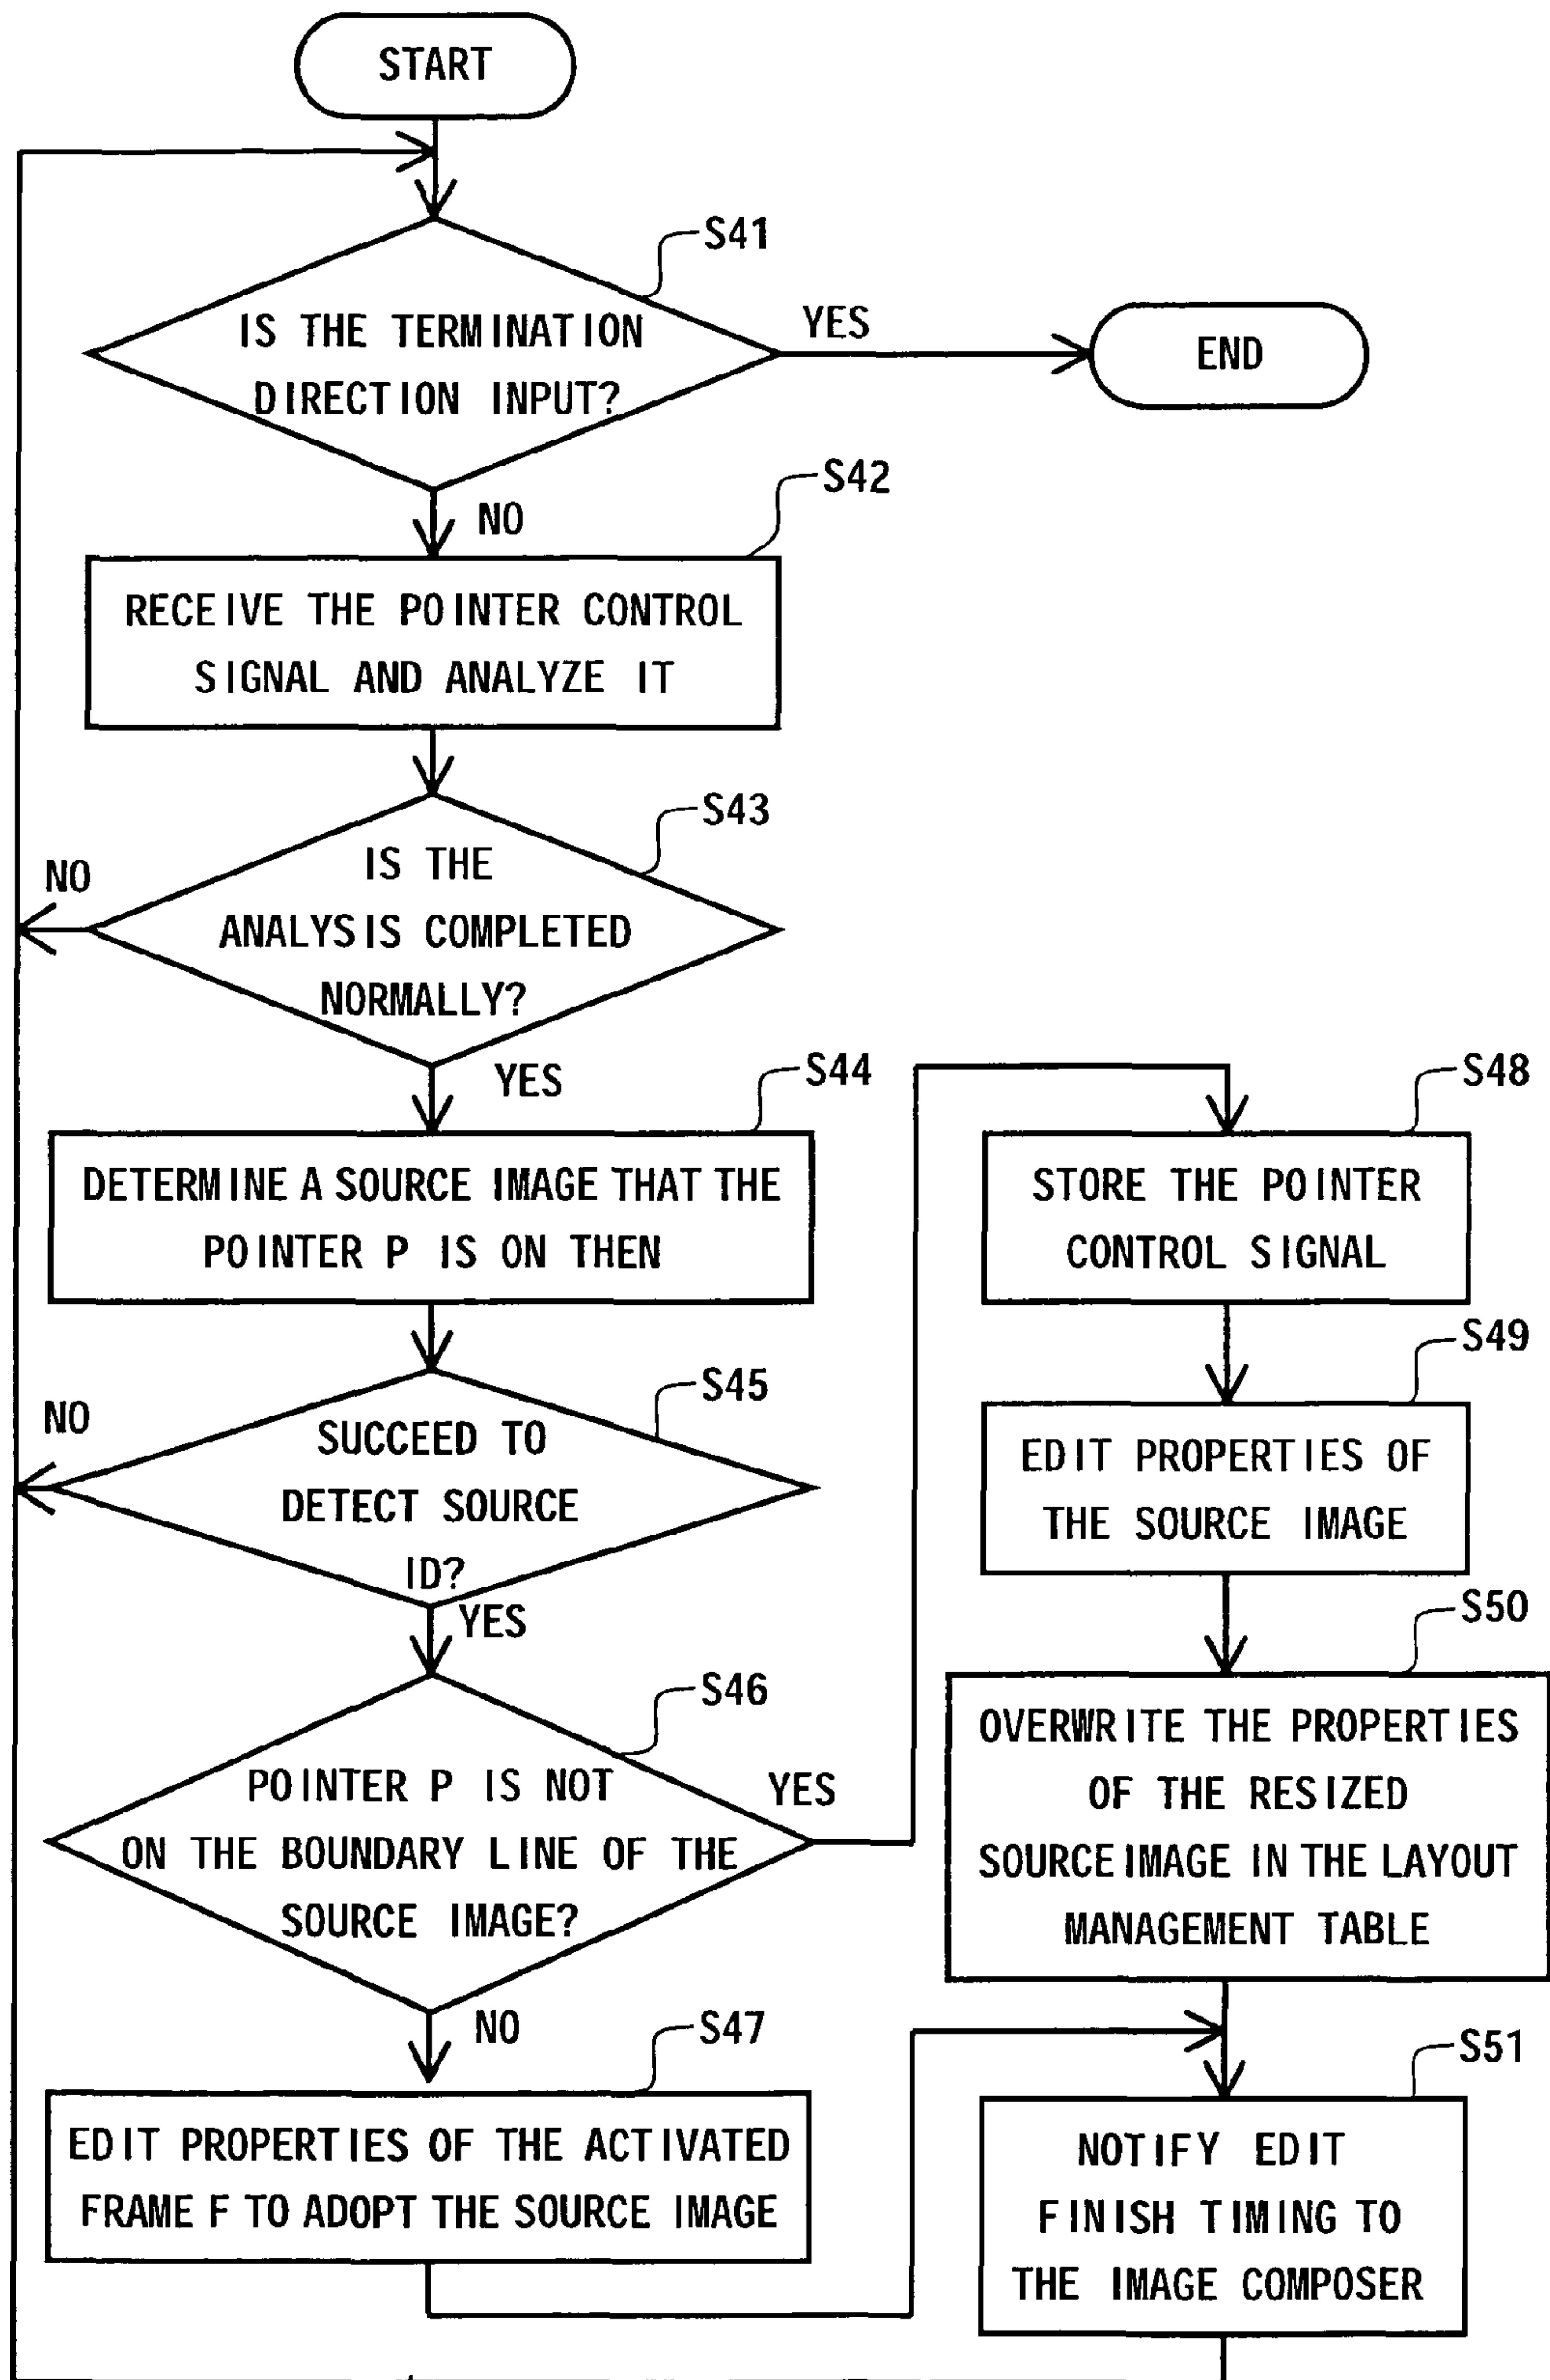 START
S41
IS THE TERMINATION
DIRECTION INPUT?
YES
END
NO
S42
RECEIVE THE POINTER CONTROL
SIGNAL AND ANALYZE IT
S43
NO
IS THE
ANALYSIS COMPLETED
NORMALLY?
YES
S44
DETERMINE A SOURCE IMAGE THAT THE
POINTER P IS ON THEN
S45
NO
SUCCEED TO
DETECT SOURCE
ID?
YES
S46
POINTER P IS NOT
ON THE BOUNDARY LINE OF THE
SOURCE IMAGE?
YES
NO
S47
EDIT PROPERTIES OF THE ACTIVATED
FRAME F TO ADOPT THE SOURCE IMAGE
S48
STORE THE POINTER
CONTROL SIGNAL
S49
EDIT PROPERTIES OF
THE SOURCE IMAGE
S50
OVERWRITE THE PROPERTIES
OF THE RESIZED
SOURCE IMAGE IN THE LAYOUT
MANAGEMENT TABLE
S51
NOTIFY EDIT
FINISH TIMING TO
THE IMAGE COMPOSER